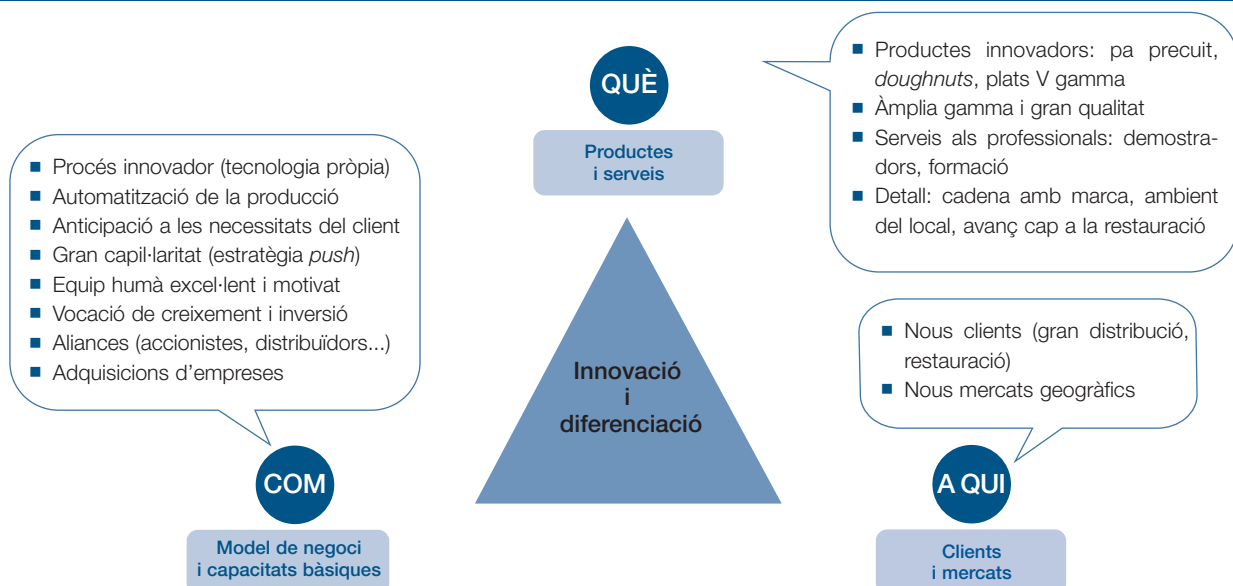 QUÈ
Productes
i serveis
■ Productes innovadors: pa precuit,
doughnuts, plats V gamma
■ Àmplia gamma i gran qualitat
■ Serveis als professionals: demostra-
dors, formació
■ Detall: cadena amb marca, ambient
del local, avanç cap a la restauració
■ Procés innovador (tecnologia pròpia)
■ Automatització de la producció
■ Anticipació a les necessitats del client
■ Gran capil·laritat (estratègia push)
■ Equip humà excel·lent i motivat
■ Vocació de creixement i inversió
■ Aliances (accionistes, distribuïdors...)
■ Adquisicions d’empreses
Innovació
i
diferenciació
■ Nous clients (gran distribució,
restauració)
■ Nous mercats geogràfics
COM
Model de negoci
i capacitats bàsiques
A QUI
Clients
i mercats